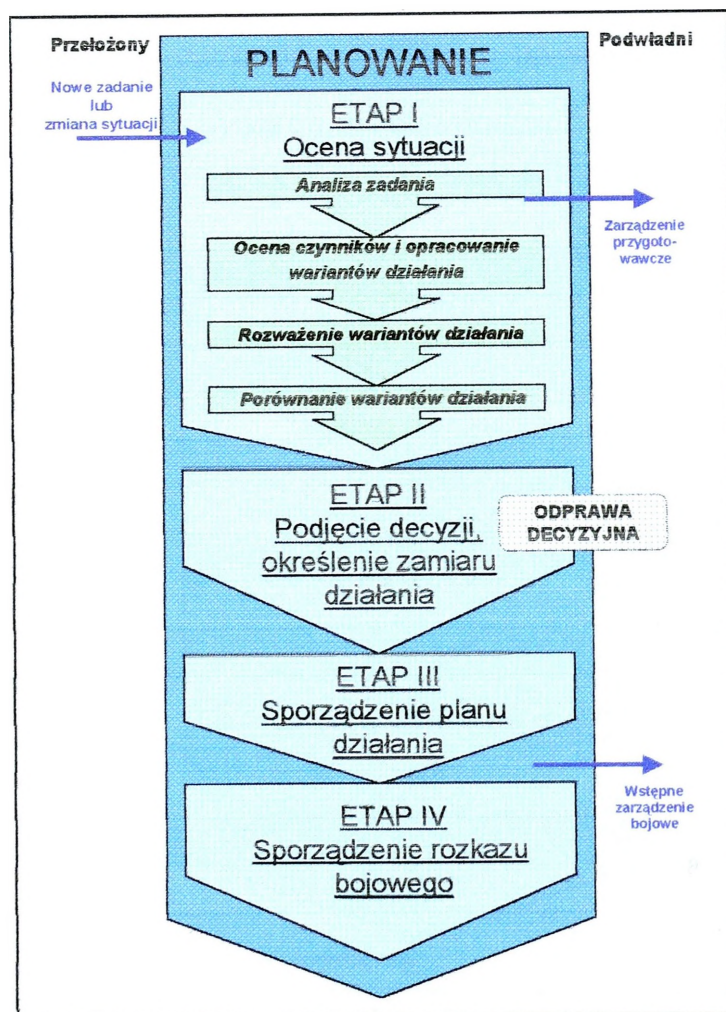 Przełożony
Podwładni
PLANOWANIE
Nowe zadanie
lub
zmiana sytuacji
ETAP I
Ocena sytuacji
Analiza zadania
Zarządzenie
przygoto-
wawcze
Ocena czynników i opracowanie
wariantów działania
Rozważenie wariantów działania
Porównanie wariantów działania
ETAP II
Podjęcie decyzji,
określenie zamiaru
działania
ODPRAWA
DECYZYJNA
ETAP III
Sporządzenie planu
działania
Wstępne
zarządzenie
bojowe
ETAP IV
Sporządzenie rozkazu
bojowego